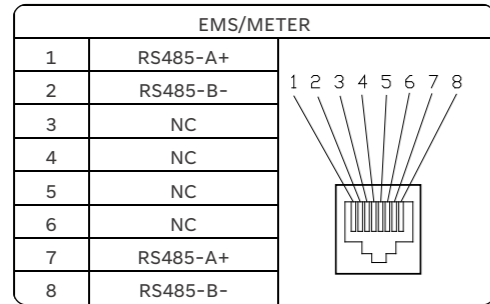 EMS/METER
1 RS485-A+
2 RS485-B-
3 NC
4 NC
5 NC
6 NC
7 RS485-A+
8 RS485-B-
1 2 3 4 5 6 7 8